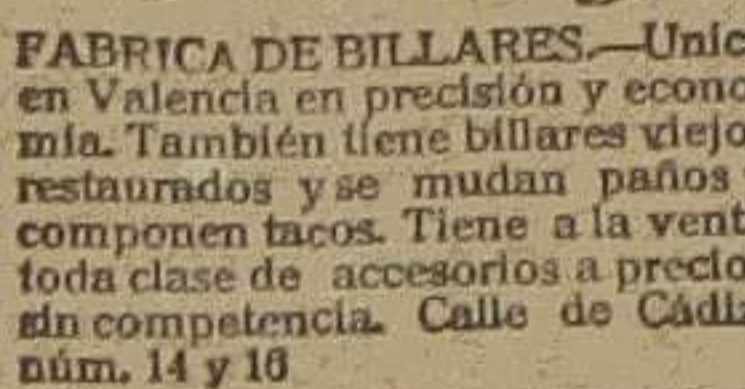 FABRICA DE BILLARES.—Unic
en Valencia en precisión y econo
mía. También tiene billares viejo
restaurados y se mudan paños
componen tacos. Tiene a la vent
toda clase de accesorios a precio
sin competencia. Calle de Cádiz
núm. 14 y 16